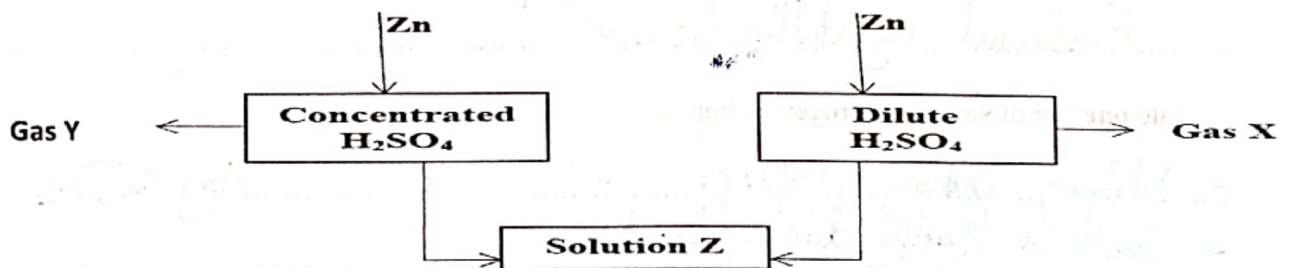 Zn
Zn
Gas Y
Concentrated
H₂SO₄
Dilute
H₂SO₄
Gas X
Solution Z